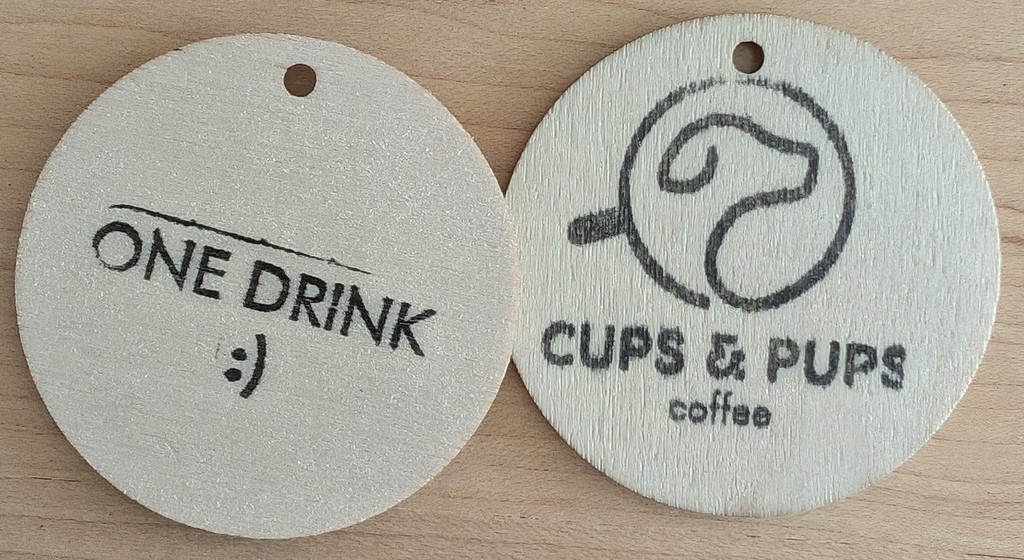 ONE DRINK
:)
CUPS & PUPS
coffee